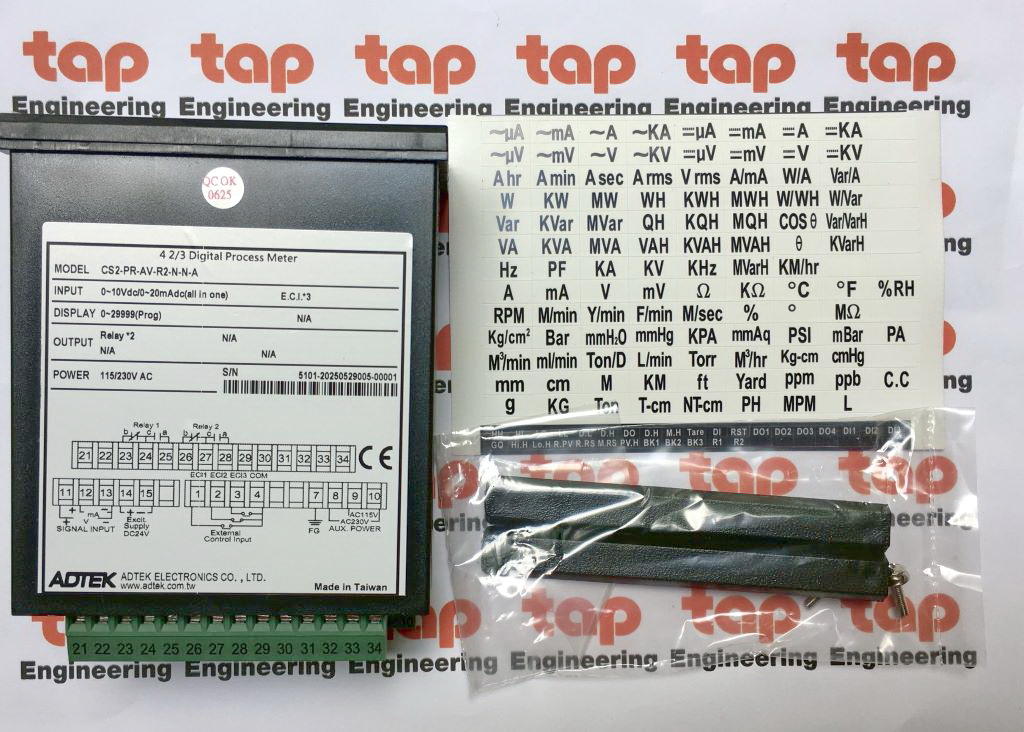 tap tap tap tap tap tap
Engineering Engineering Engineering Engineering Engineering Engineering
QC OK
0625
4 2/3 Digital Process Meter
MODEL CS2-PR-AV-R2-N-N-A
INPUT 0~10Vdc/0~20mAdc(all in one) E.C.I.*3
DISPLAY 0~29999(Prog) N/A
OUTPUT Relay *2 N/A
N/A N/A
POWER 115/230V AC S/N 5101-20250529005-00001
Relay 1 Relay 2
b c a b c a
21 22 23 24 25 26 27 28 29 30 31 32 33 34
CE
ECI1 ECI2 ECI3 COM
11 12 13 14 15 1 2 3 4 7 8 9 10
+ mA - + -
V
SIGNAL INPUT
Excit.
Supply
DC24V
External
Control Input
FG
AC115V
AC230V
AUX. POWER
ADTEK ADTEK ELECTRONICS CO., LTD.
www.adtek.com.tw
Made in Taiwan
21 22 23 24 25 26 27 28 29 30 31 32 33 34
~µA ~mA ~A ~KA ⎓µA ⎓mA ⎓A ⎓KA
~µV ~mV ~V ~KV ⎓µV ⎓mV ⎓V ⎓KV
A hr A min A sec A rms V rms A/mA W/A Var/A
W KW MW WH KWH MWH W/WH W/Var
Var KVar MVar QH KQH MQH COS θ Var/VarH
VA KVA MVA VAH KVAH MVAH θ KVarH
Hz PF KA KV KHz MVarH KM/hr
A mA V mV Ω KΩ °C °F %RH
RPM M/min Y/min F/min M/sec % ° MΩ
Kg/cm² Bar mmH₂O mmHg KPA mmAq PSI mBar PA
M³/min ml/min Ton/D L/min Torr M³/hr Kg-cm cmHg
mm cm M KM ft Yard ppm ppb C.C
g KG Ton T-cm NT-cm PH MPM L
D.H DO D.H M.H Tare DI RST DO1 DO2 DO3 DO4 DI1 DI2 DI3
GO Hi.H Lo.H R.PV R.RS M.RS PV.H BK1 BK2 BK3 R1 R2
tap tap tap
Engineering
tap tap tap tap
Engineering Engineering Engineering Engineering Engineering